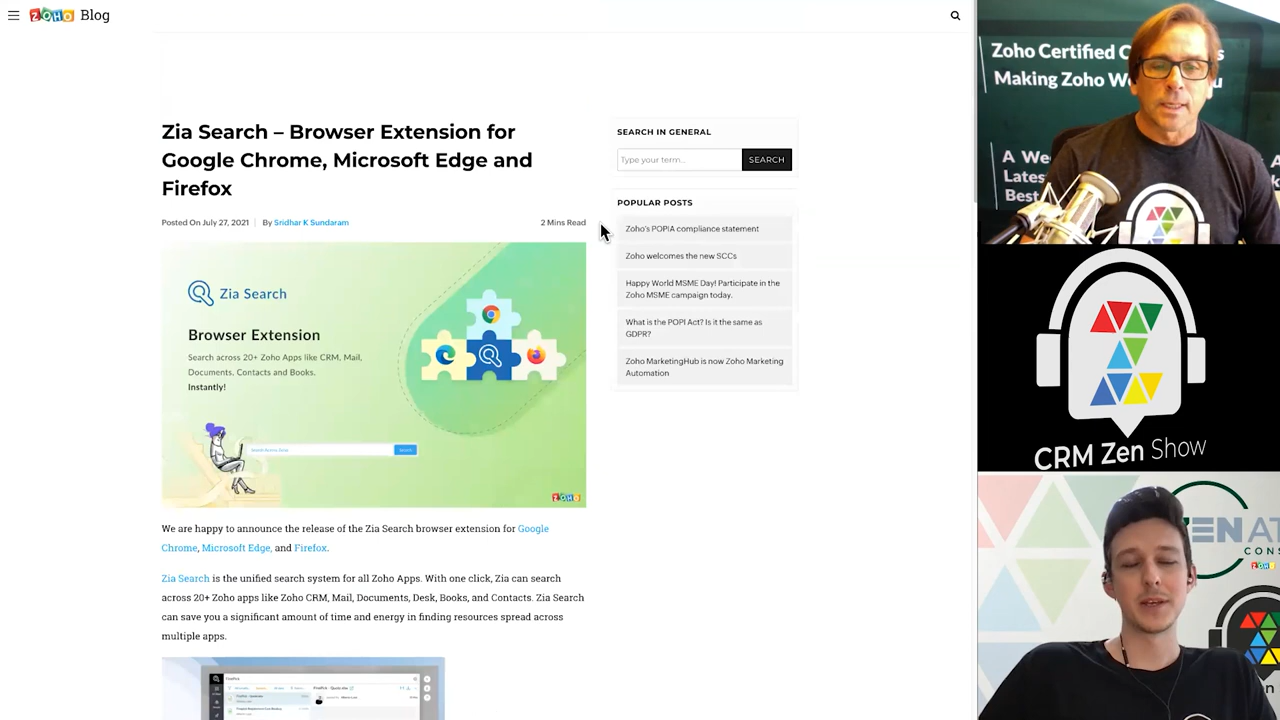 ZOHO Blog
Zia Search – Browser Extension for
Google Chrome, Microsoft Edge and
Firefox
Posted On July 27, 2021 By Sridhar K Sundaram 2 Mins Read
Zia Search
Browser Extension
Search across 20+ Zoho Apps like CRM, Mail,
Documents, Contacts and Books.
Instantly!
ZOHO
We are happy to announce the release of the Zia Search browser extension for Google
Chrome, Microsoft Edge, and Firefox.
Zia Search is the unified search system for all Zoho Apps. With one click, Zia can search
across 20+ Zoho apps like Zoho CRM, Mail, Documents, Desk, Books, and Contacts. Zia Search
can save you a significant amount of time and energy in finding resources spread across
multiple apps.
SEARCH IN GENERAL
Type your term...
SEARCH
POPULAR POSTS
Zoho's POPIA compliance statement
Zoho welcomes the new SCCs
Happy World MSME Day! Participate in the
Zoho MSME campaign today.
What is the POPI Act? Is it the same as
GDPR?
Zoho MarketingHub is now Zoho Marketing
Automation
Zoho Certified C
Making Zoho W
A We
Lates
Best
CRM Zen Show
ZEN AT
CONS
ZOHO